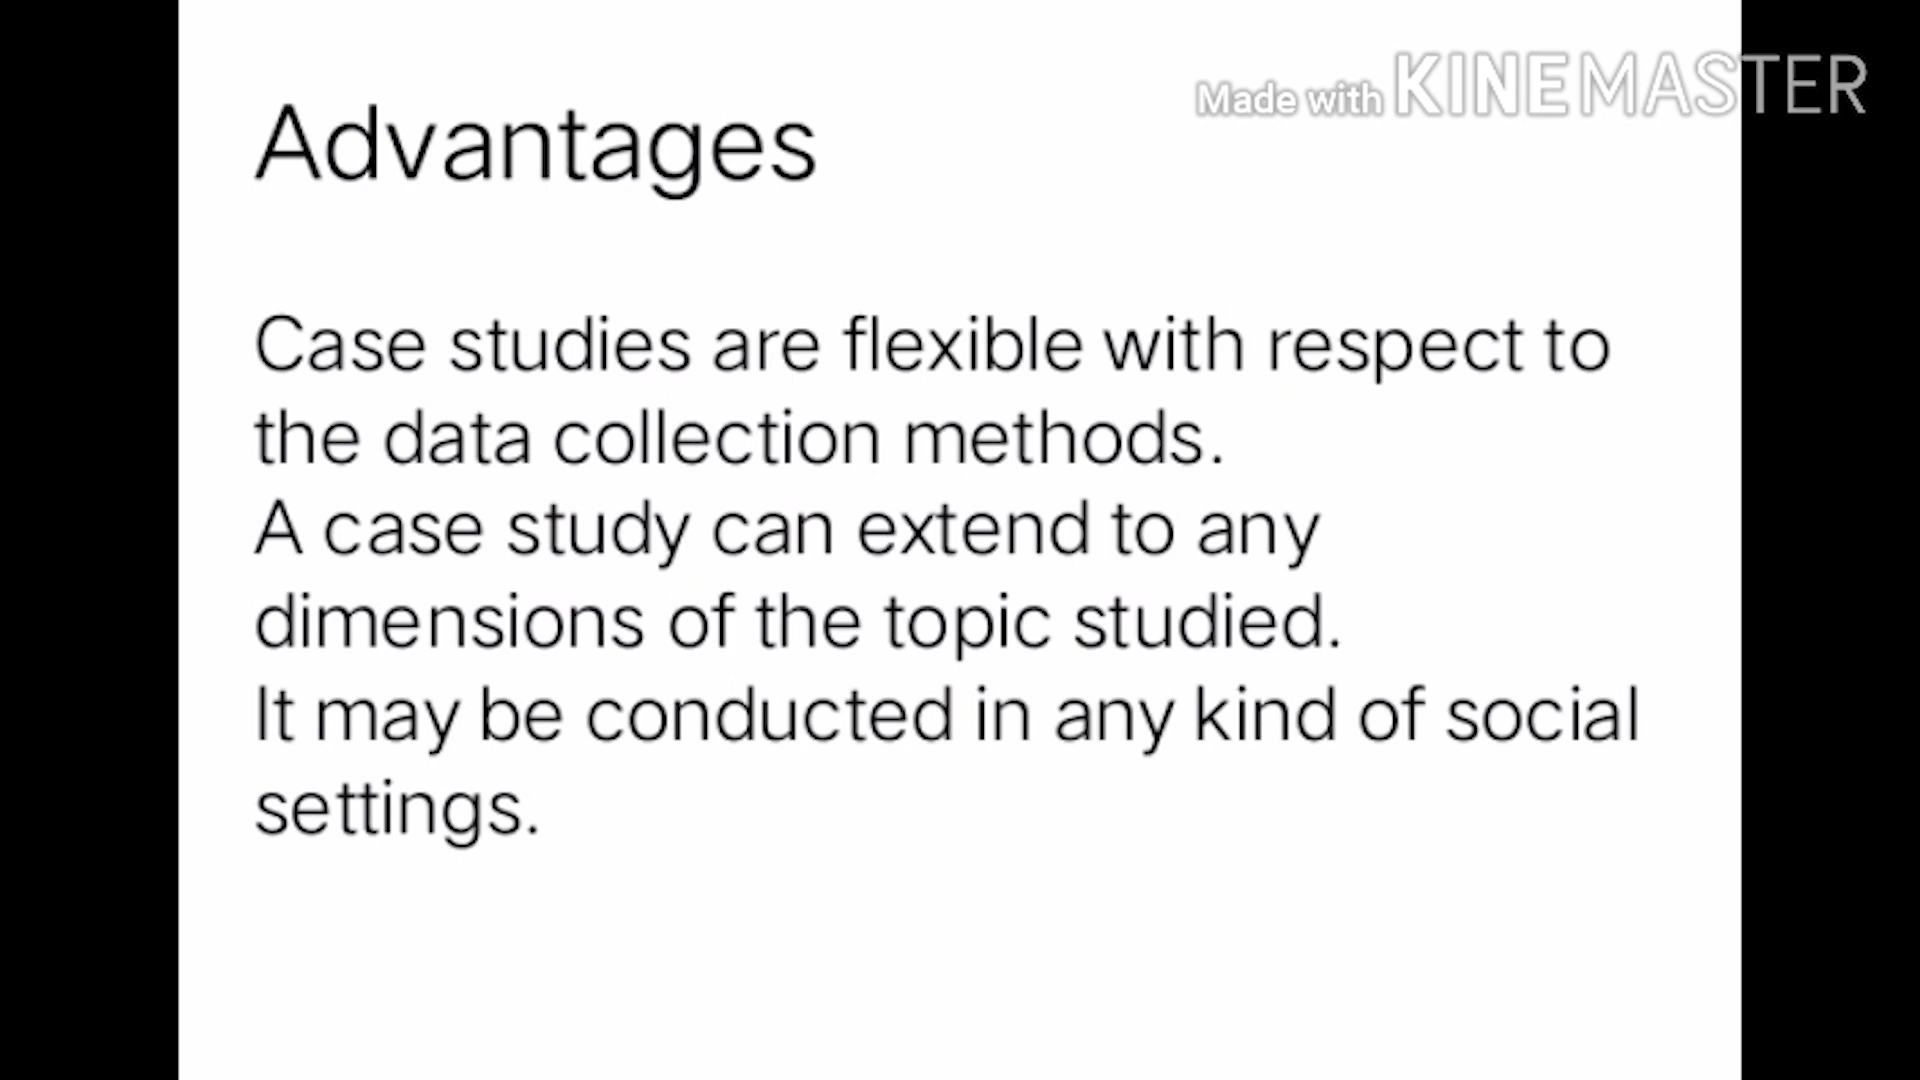 Made with KINEMASTER
Advantages
Case studies are flexible with respect to
the data collection methods.
A case study can extend to any
dimensions of the topic studied.
It may be conducted in any kind of social
settings.